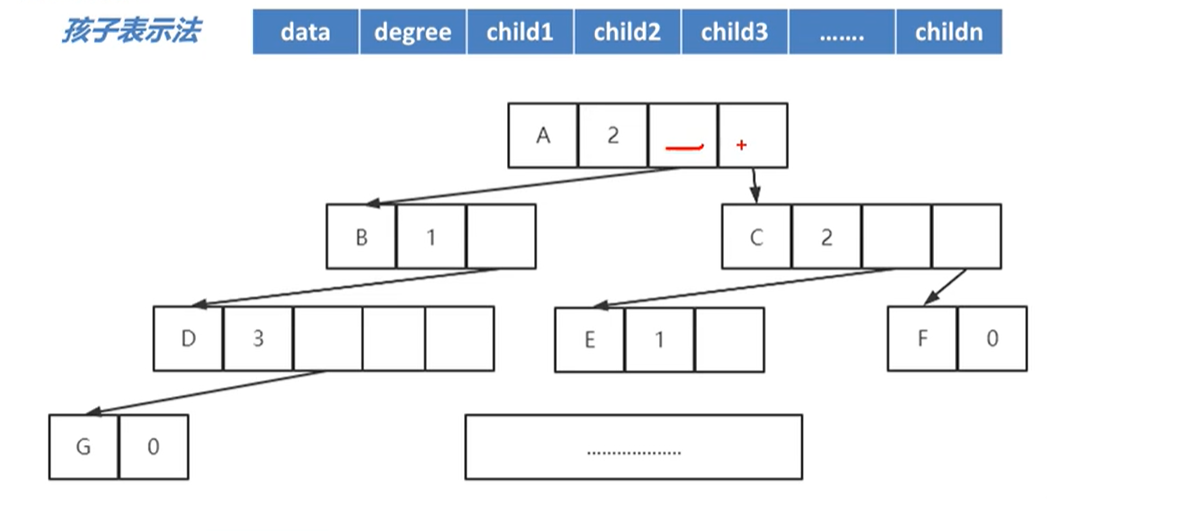 孩子表示法 data degree child1 child2 child3 ……. childn
A 2
B 1 C 2
D 3 E 1 F 0
G 0 ...................